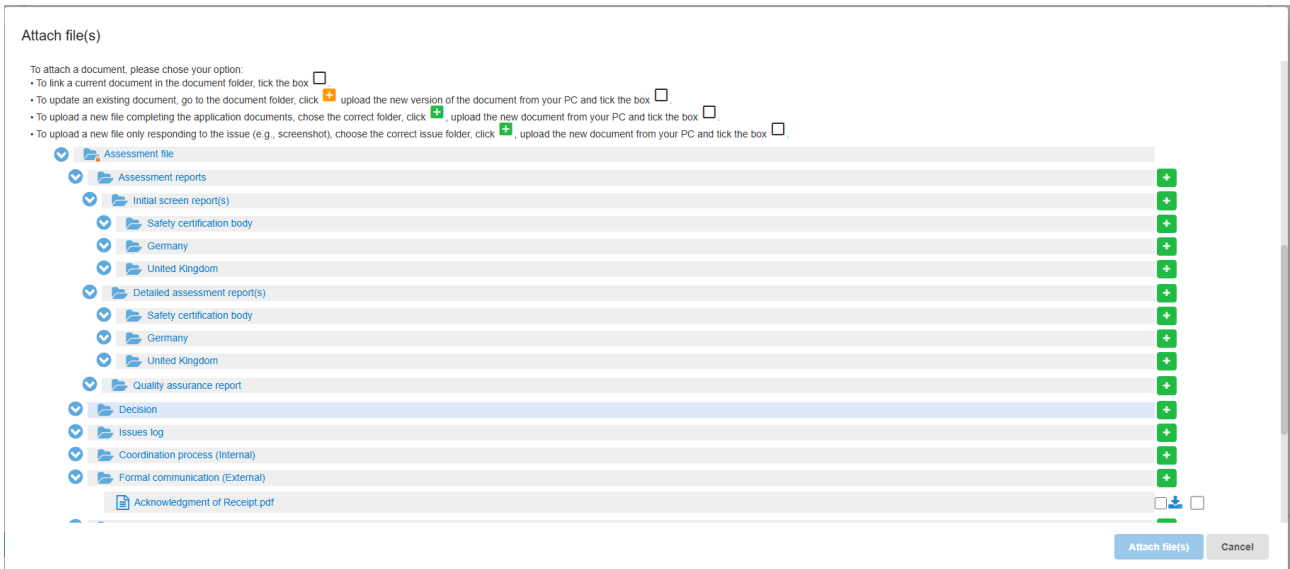 Attach file(s)
To attach a document, please chose your option:
• To link a current document in the document folder, tick the box .
• To update an existing document, go to the document folder, click + upload the new version of the document from your PC and tick the box .
• To upload a new file completing the application documents, chose the correct folder, click + , upload the new document from your PC and tick the box .
• To upload a new file only responding to the issue (e.g., screenshot), choose the correct issue folder, click + , upload the new document from your PC and tick the box .
Assessment file
Assessment reports +
Initial screen report(s) +
Safety certification body +
Germany +
United Kingdom +
Detailed assessment report(s) +
Safety certification body +
Germany +
United Kingdom +
Quality assurance report +
Decision +
Issues log +
Coordination process (Internal) +
Formal communication (External) +
Acknowledgment of Receipt.pdf
Attach file(s) Cancel